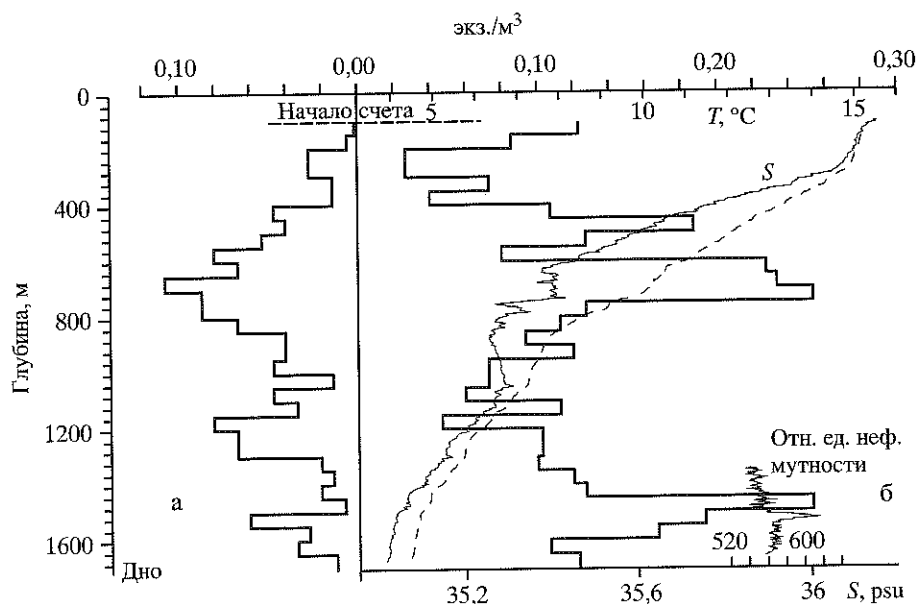 экз./м³
0,10 0,00 0,10 0,20 0,30
0
Начало счета 5 10 T, °C 15
S
400
Глубина, м
800
1200
Отн. ед. неф.
мутности
а
б
1600
520 600
Дно
35,2 35,6 36 S, psu